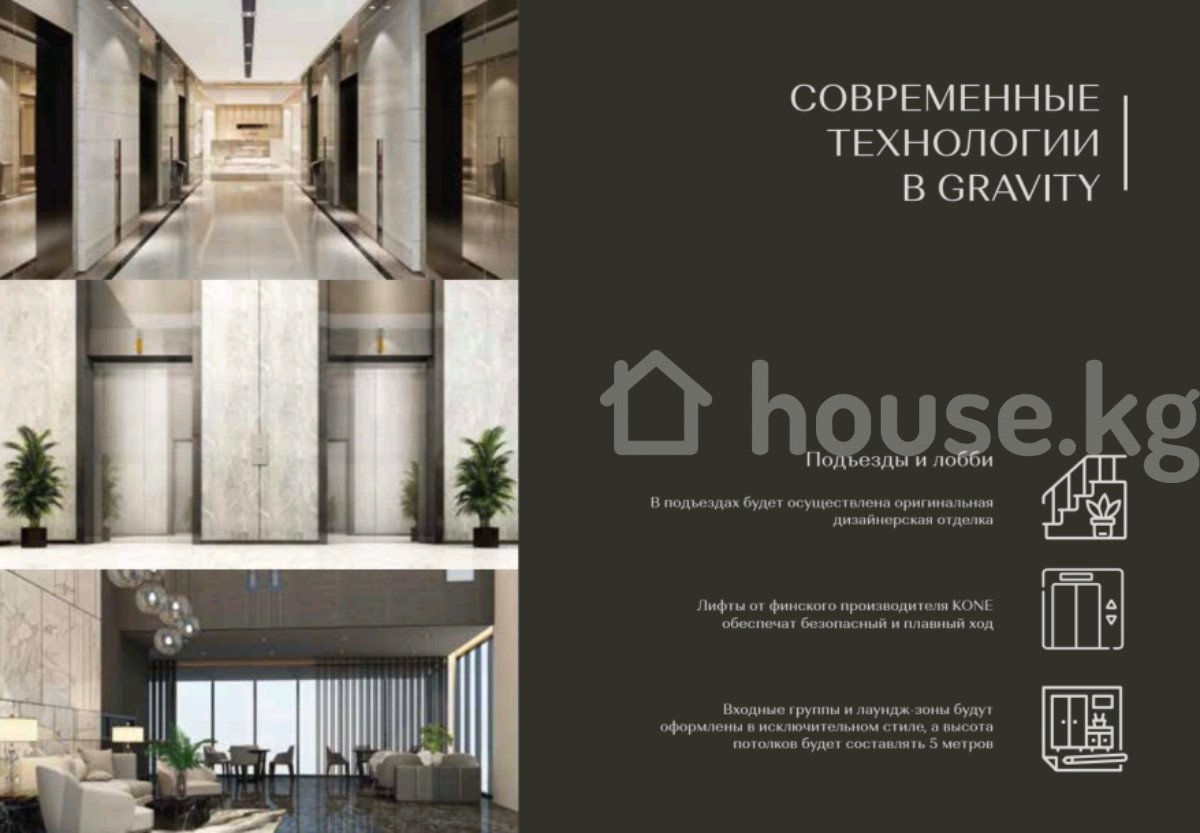 СОВРЕМЕННЫЕ
ТЕХНОЛОГИИ
В GRAVITY
house.kg
Подъезды и лобби
В подъездах будет осуществлена оригинальная
дизайнерская отделка
Лифты от финского производителя KONE
обеспечат безопасный и плавный ход
Входные группы и лаундж-зоны будут
оформлены в исключительном стиле, а высота
потолков будет составлять 5 метров